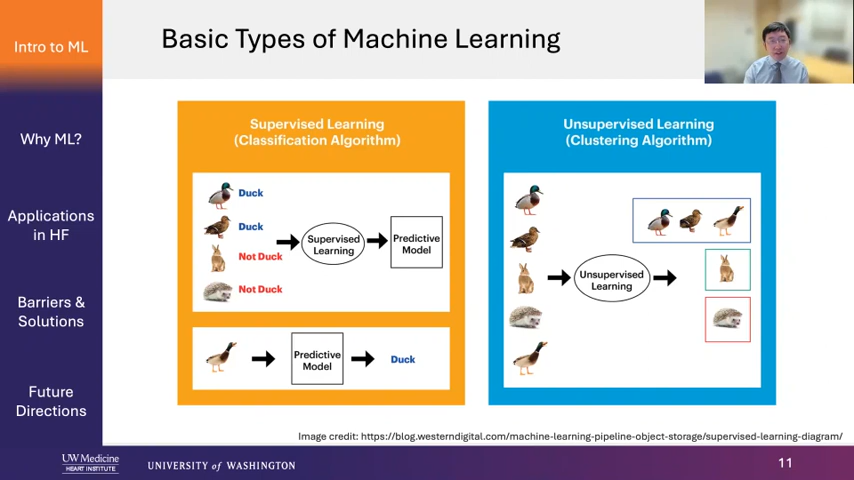 Intro to ML
Basic Types of Machine Learning
Why ML?
Applications
in HF
Barriers &
Solutions
Future
Directions
Supervised Learning
(Classification Algorithm)
Duck
Duck
Not Duck
Not Duck
Supervised
Learning
Predictive
Model
Predictive
Model
Duck
Unsupervised Learning
(Clustering Algorithm)
Unsupervised
Learning
Image credit: https://blog.westerndigital.com/machine-learning-pipeline-object-storage/supervised-learning-diagram/
UW Medicine
HEART INSTITUTE
UNIVERSITY of WASHINGTON
11